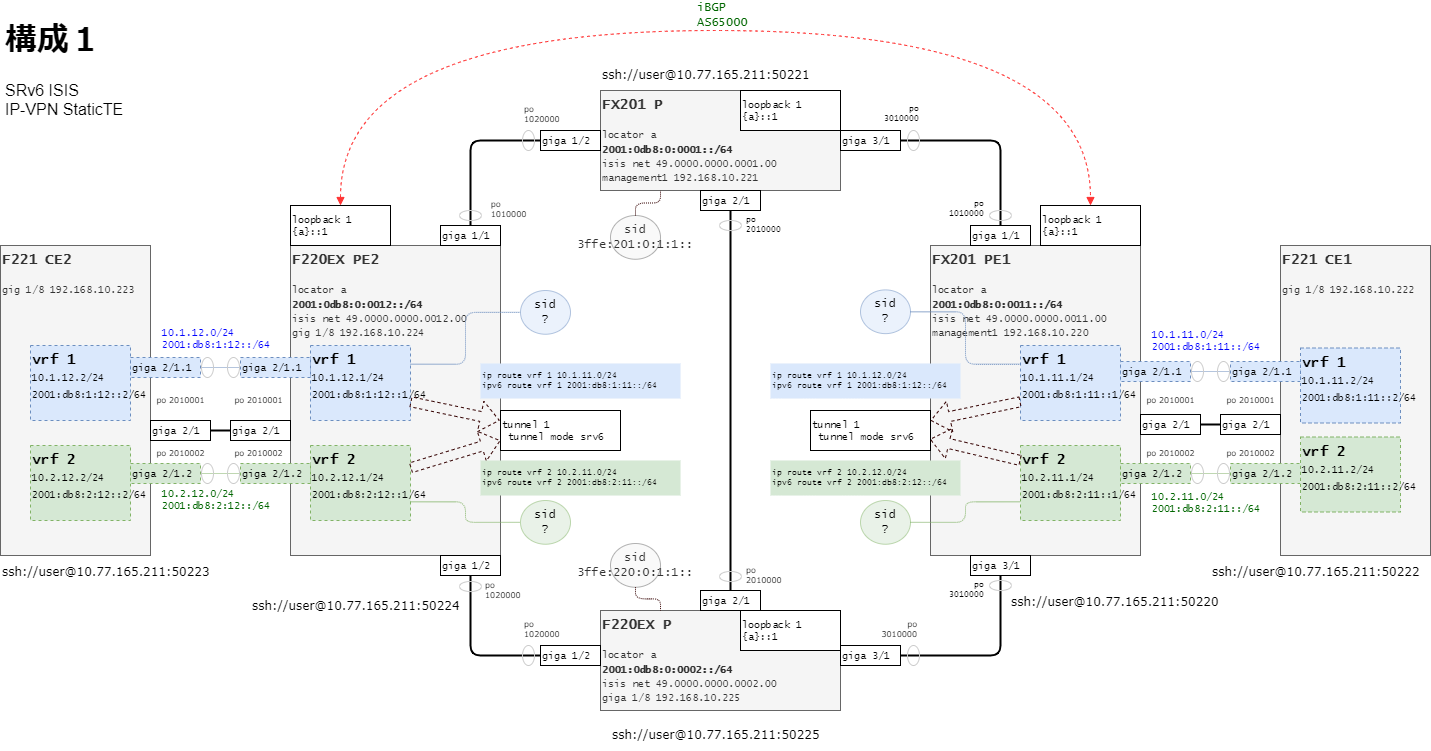 構成１
SRv6 ISIS
IP-VPN StaticTE
iBGP
AS65000
ssh://user@10.77.165.211:50221
FX201 P
loopback 1
{a}::1
locator a
2001:0db8:0:0001::/64
isis net 49.0000.0000.0001.00
management1 192.168.10.221
po
1020000
giga 1/2
po
3010000
giga 3/1
giga 2/1
po
2010000
sid
3ffe:201:0:1:1::
po
1010000
giga 1/1
loopback 1
{a}::1
po
1010000
giga 1/1
loopback 1
{a}::1
F221 CE2
gig 1/8 192.168.10.223
vrf 1
10.1.12.2/24
2001:db8:1:12::2/64
vrf 2
10.2.12.2/24
2001:db8:2:12::2/64
10.1.12.0/24
2001:db8:1:12::/64
giga 2/1.1
giga 2/1.1
po 2010001
po 2010001
giga 2/1
giga 2/1
po 2010002
po 2010002
giga 2/1.2
giga 2/1.2
10.2.12.0/24
2001:db8:2:12::/64
ssh://user@10.77.165.211:50223
F220EX PE2
locator a
2001:0db8:0:0012::/64
isis net 49.0000.0000.0012.00
gig 1/8 192.168.10.224
vrf 1
10.1.12.1/24
2001:db8:1:12::1/64
vrf 2
10.2.12.1/24
2001:db8:2:12::1/64
sid
?
ip route vrf 1 10.1.11.0/24
ipv6 route vrf 1 2001:db8:1:11::/64
tunnel 1
tunnel mode srv6
ip route vrf 2 10.2.11.0/24
ipv6 route vrf 2 2001:db8:2:11::/64
sid
?
giga 1/2
po
1020000
ssh://user@10.77.165.211:50224
FX201 PE1
locator a
2001:0db8:0:0011::/64
isis net 49.0000.0000.0011.00
management1 192.168.10.220
sid
?
ip route vrf 1 10.1.12.0/24
ipv6 route vrf 1 2001:db8:1:12::/64
tunnel 1
tunnel mode srv6
ip route vrf 2 10.2.12.0/24
ipv6 route vrf 2 2001:db8:2:12::/64
sid
?
vrf 1
10.1.11.1/24
2001:db8:1:11::1/64
vrf 2
10.2.11.1/24
2001:db8:2:11::1/64
giga 3/1
po
3010000
ssh://user@10.77.165.211:50220
10.1.11.0/24
2001:db8:1:11::/64
giga 2/1.1
giga 2/1.1
po 2010001
po 2010001
giga 2/1
giga 2/1
po 2010002
po 2010002
giga 2/1.2
giga 2/1.2
10.2.11.0/24
2001:db8:2:11::/64
F221 CE1
gig 1/8 192.168.10.222
vrf 1
10.1.11.2/24
2001:db8:1:11::2/64
vrf 2
10.2.11.2/24
2001:db8:2:11::2/64
ssh://user@10.77.165.211:50222
sid
3ffe:220:0:1:1::
po
2010000
giga 2/1
po
1020000
giga 1/2
F220EX P
loopback 1
{a}::1
locator a
2001:0db8:0:0002::/64
isis net 49.0000.0000.0002.00
giga 1/8 192.168.10.225
po
3010000
giga 3/1
ssh://user@10.77.165.211:50225